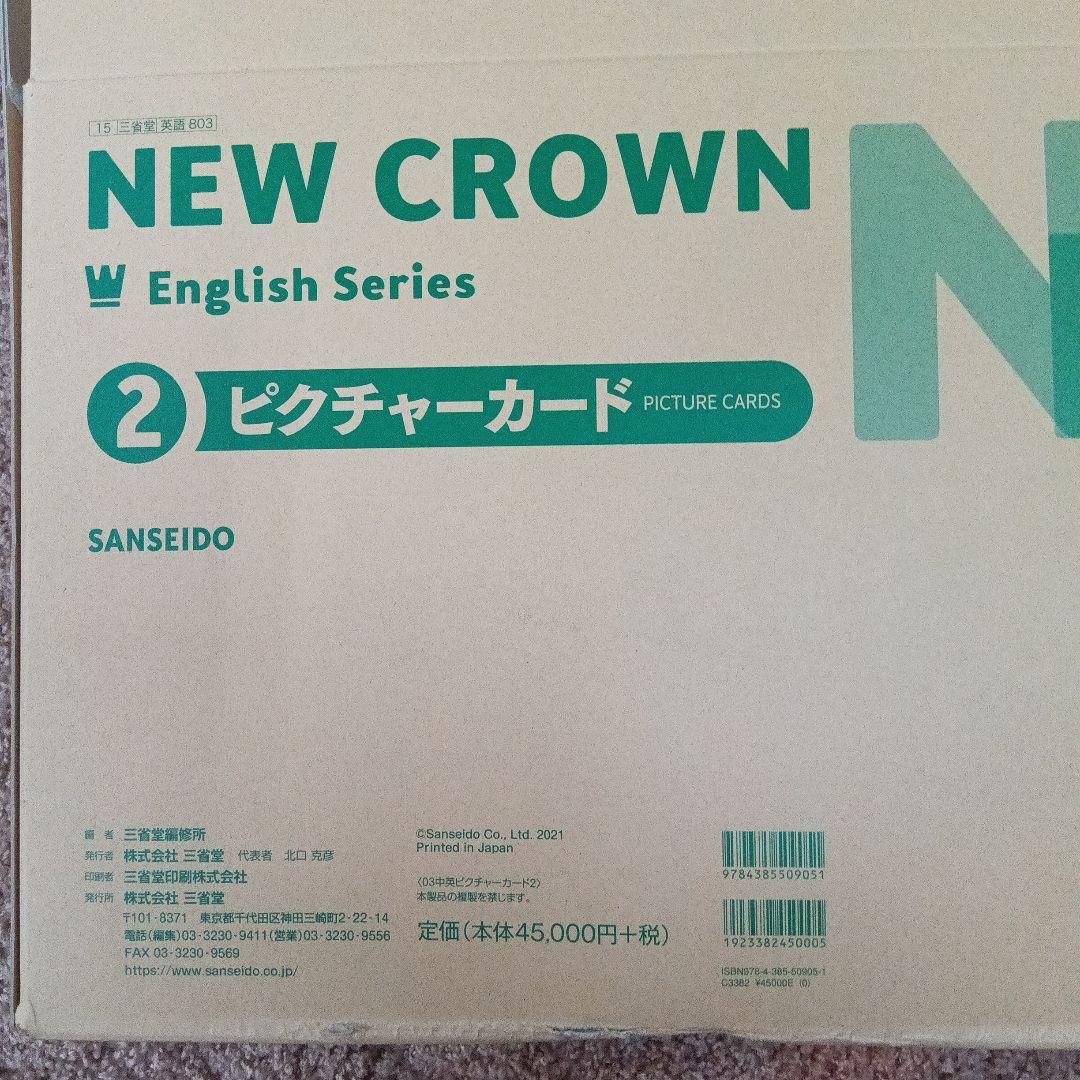 15 三省堂 英語 803
NEW CROWN
English Series
2 ピクチャーカード PICTURE CARDS
SANSEIDO
N
編者 三省堂編修所
発行者 株式会社 三省堂 代表者 北口 克彦
印刷者 三省堂印刷株式会社
発行所 株式会社 三省堂
〒101-8371 東京都千代田区神田三崎町2-22-14
電話(編集)03-3230-9411(営業)03-3230-9556
FAX 03-3230-9569
https://www.sanseido.co.jp/
©Sanseido Co., Ltd. 2021
Printed in Japan
〈03中英ピクチャーカード2〉
本製品の複製を禁じます。
定価(本体45,000円+税)
9784385509051
1923382450005
ISBN978-4-385-50905-1
C3382 ¥45000E (0)